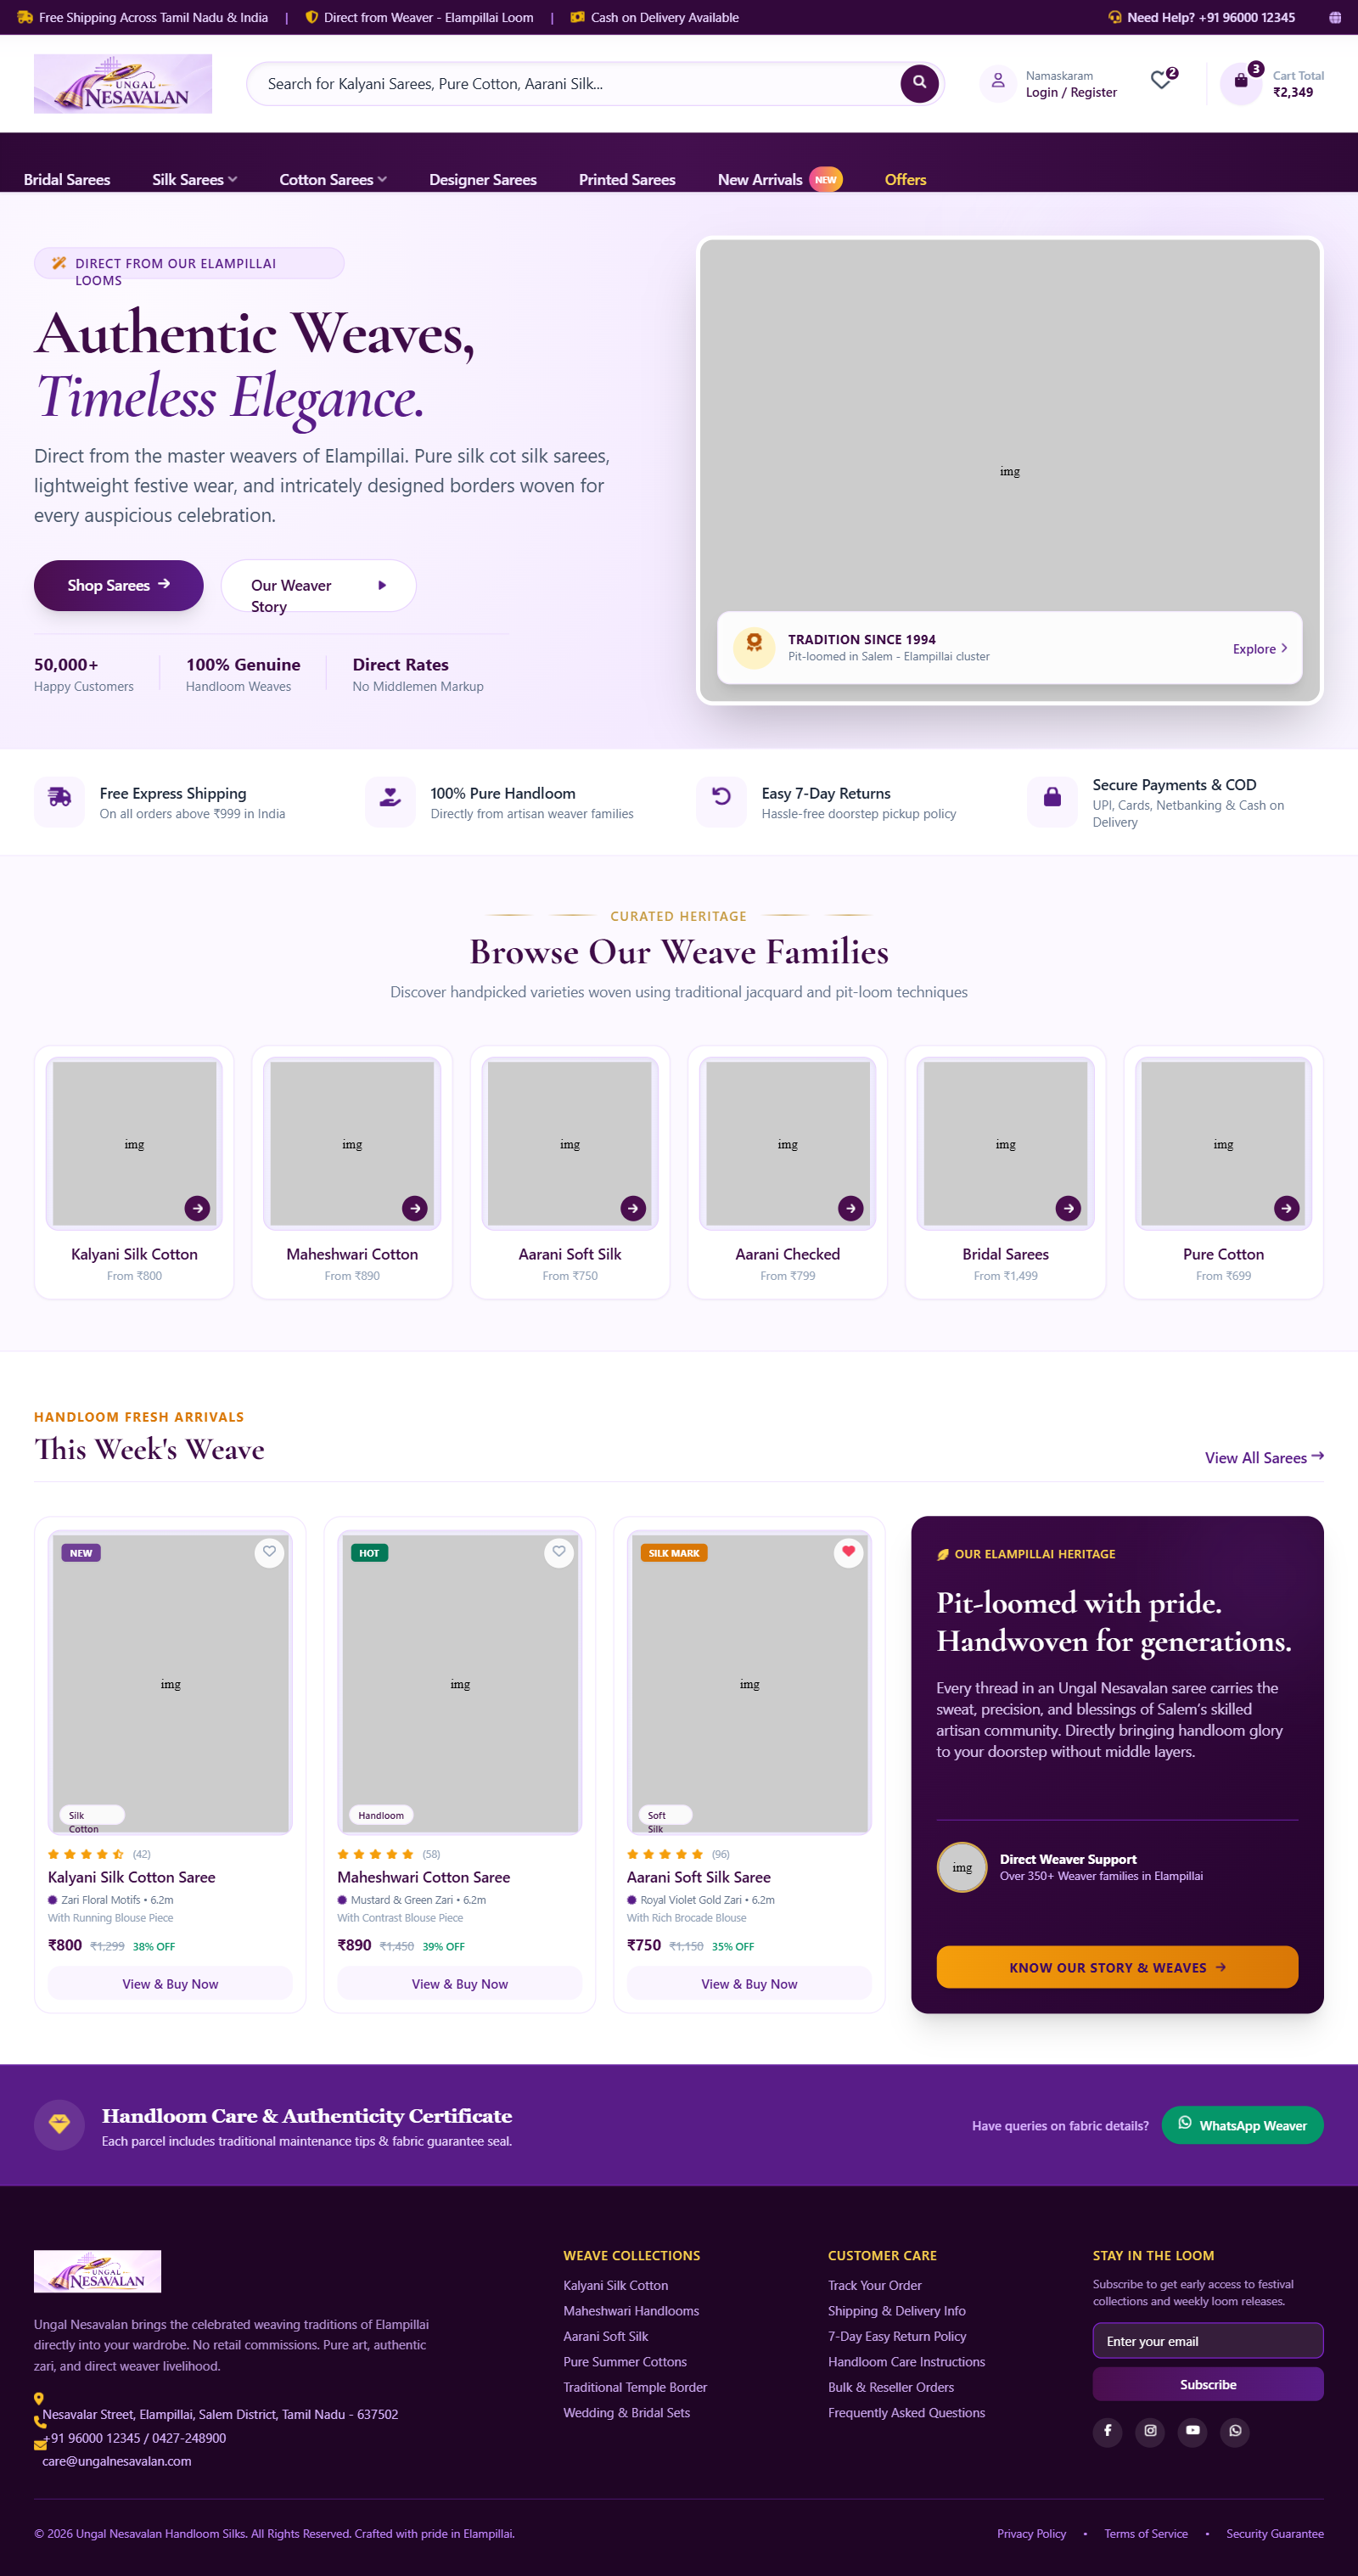 Free Shipping Across Tamil Nadu & India | Direct from Weaver - Elampillai Loom | Cash on Delivery Available
Need Help? +91 96000 12345
UNGAL
NESAVALAN
Search for Kalyani Sarees, Pure Cotton, Aarani Silk...
Namaskaram
Login / Register
2
3
Cart Total
₹2,349
Bridal Sarees Silk Sarees Cotton Sarees Designer Sarees Printed Sarees New Arrivals NEW Offers
DIRECT FROM OUR ELAMPILLAI
LOOMS
Authentic Weaves,
Timeless Elegance.
Direct from the master weavers of Elampillai. Pure silk cot silk sarees,
lightweight festive wear, and intricately designed borders woven for
every auspicious celebration.
Shop Sarees
Our Weaver
Story
50,000+
Happy Customers
100% Genuine
Handloom Weaves
Direct Rates
No Middlemen Markup
img
TRADITION SINCE 1994
Pit-loomed in Salem - Elampillai cluster
Explore
Free Express Shipping
On all orders above ₹999 in India
100% Pure Handloom
Directly from artisan weaver families
Easy 7-Day Returns
Hassle-free doorstep pickup policy
Secure Payments & COD
UPI, Cards, Netbanking & Cash on
Delivery
CURATED HERITAGE
Browse Our Weave Families
Discover handpicked varieties woven using traditional jacquard and pit-loom techniques
img
Kalyani Silk Cotton
From ₹800
img
Maheshwari Cotton
From ₹890
img
Aarani Soft Silk
From ₹750
img
Aarani Checked
From ₹799
img
Bridal Sarees
From ₹1,499
img
Pure Cotton
From ₹699
HANDLOOM FRESH ARRIVALS
This Week's Weave
View All Sarees
NEW
img
Silk
Cotton
(42)
Kalyani Silk Cotton Saree
Zari Floral Motifs • 6.2m
With Running Blouse Piece
₹800 ₹1,299 38% OFF
View & Buy Now
HOT
img
Handloom
(58)
Maheshwari Cotton Saree
Mustard & Green Zari • 6.2m
With Contrast Blouse Piece
₹890 ₹1,450 39% OFF
View & Buy Now
SILK MARK
img
Soft
Silk
(96)
Aarani Soft Silk Saree
Royal Violet Gold Zari • 6.2m
With Rich Brocade Blouse
₹750 ₹1,150 35% OFF
View & Buy Now
OUR ELAMPILLAI HERITAGE
Pit-loomed with pride.
Handwoven for generations.
Every thread in an Ungal Nesavalan saree carries the
sweat, precision, and blessings of Salem's skilled
artisan community. Directly bringing handloom glory
to your doorstep without middle layers.
img
Direct Weaver Support
Over 350+ Weaver families in Elampillai
KNOW OUR STORY & WEAVES
Handloom Care & Authenticity Certificate
Each parcel includes traditional maintenance tips & fabric guarantee seal.
Have queries on fabric details?
WhatsApp Weaver
UNGAL
NESAVALAN
Ungal Nesavalan brings the celebrated weaving traditions of Elampillai
directly into your wardrobe. No retail commissions. Pure art, authentic
zari, and direct weaver livelihood.
Nesavalar Street, Elampillai, Salem District, Tamil Nadu - 637502
+91 96000 12345 / 0427-248900
care@ungalnesavalan.com
WEAVE COLLECTIONS
Kalyani Silk Cotton
Maheshwari Handlooms
Aarani Soft Silk
Pure Summer Cottons
Traditional Temple Border
Wedding & Bridal Sets
CUSTOMER CARE
Track Your Order
Shipping & Delivery Info
7-Day Easy Return Policy
Handloom Care Instructions
Bulk & Reseller Orders
Frequently Asked Questions
STAY IN THE LOOM
Subscribe to get early access to festival
collections and weekly loom releases.
Enter your email
Subscribe
© 2026 Ungal Nesavalan Handloom Silks. All Rights Reserved. Crafted with pride in Elampillai.
Privacy Policy • Terms of Service • Security Guarantee